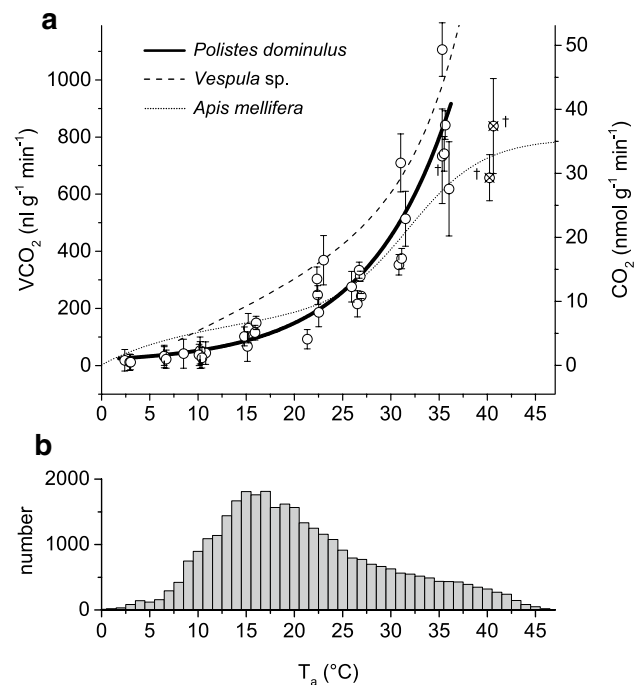 a
Polistes dominulus
Vespula sp.
Apis mellifera
1000
800
600
400
200
0
VCO₂ (nl g⁻¹ min⁻¹)
50
40
30
20
10
0
CO₂ (nmol g⁻¹ min⁻¹)
†
†
†
0 5 10 15 20 25 30 35 40 45
b
2000
1000
0
number
0 5 10 15 20 25 30 35 40 45
Tₐ (°C)